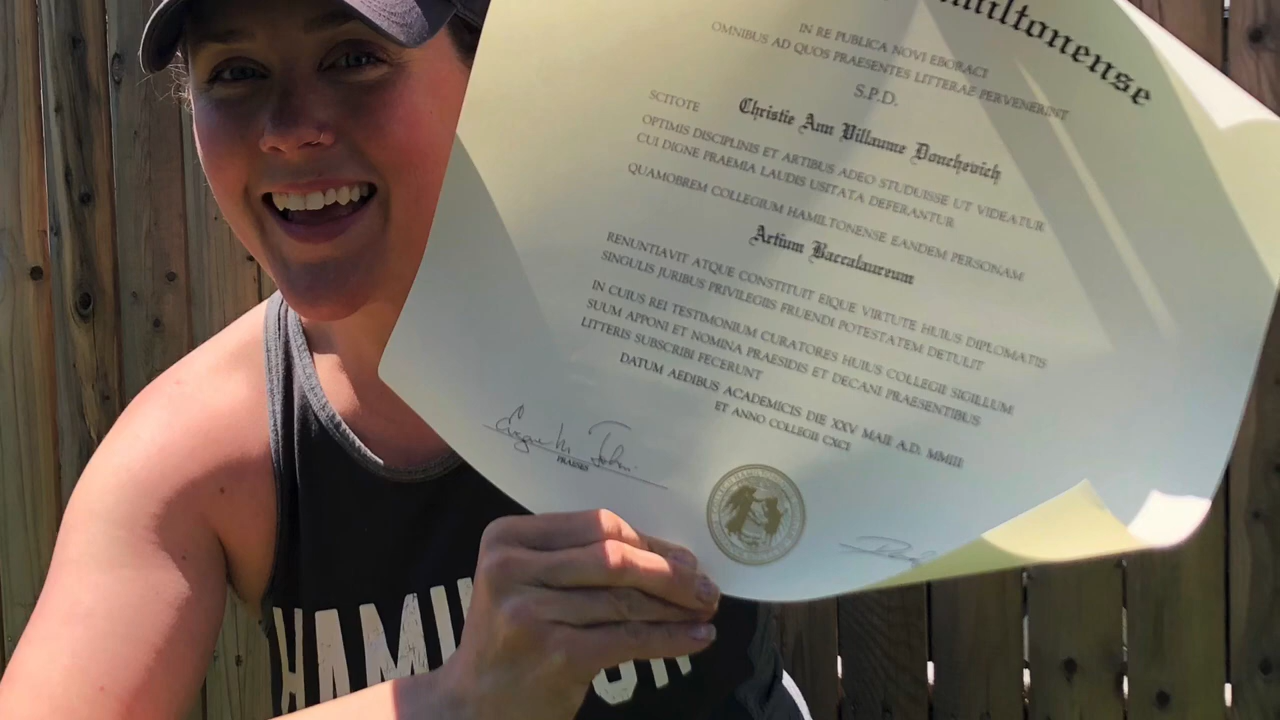 amiltonense
IN RE PUBLICA NOVI EBORACI
OMNIBUS AD QUOS PRAESENTES LITTERAE PERVENERINT
S.P.D.
SCITOTE Christie Ann Villaume Donchevich
OPTIMIS DISCIPLINIS ET ARTIBUS ADEO STUDUISSE UT VIDEATUR
CUI DIGNE PRAEMIA LAUDIS USITATA DEFERANTUR
QUAMOBREM COLLEGIUM HAMILTONENSE EANDEM PERSONAM
Artium Baccalaureum
RENUNTIAVIT ATQUE CONSTITUIT EIQUE VIRTUTE HUIUS DIPLOMATIS
SINGULIS JURIBUS PRIVILEGIIS FRUENDI POTESTATEM DETULIT
IN CUIUS REI TESTIMONIUM CURATORES HUIUS COLLEGII SIGILLUM
SUUM APPONI ET NOMINA PRAESIDIS ET DECANI PRAESENTIBUS
LITTERIS SUBSCRIBI FECERUNT
DATUM AEDIBUS ACADEMICIS DIE XXV MAII A.D. MMIII
ET ANNO COLLEGII CXCI
PRAESES
HAMIL ON